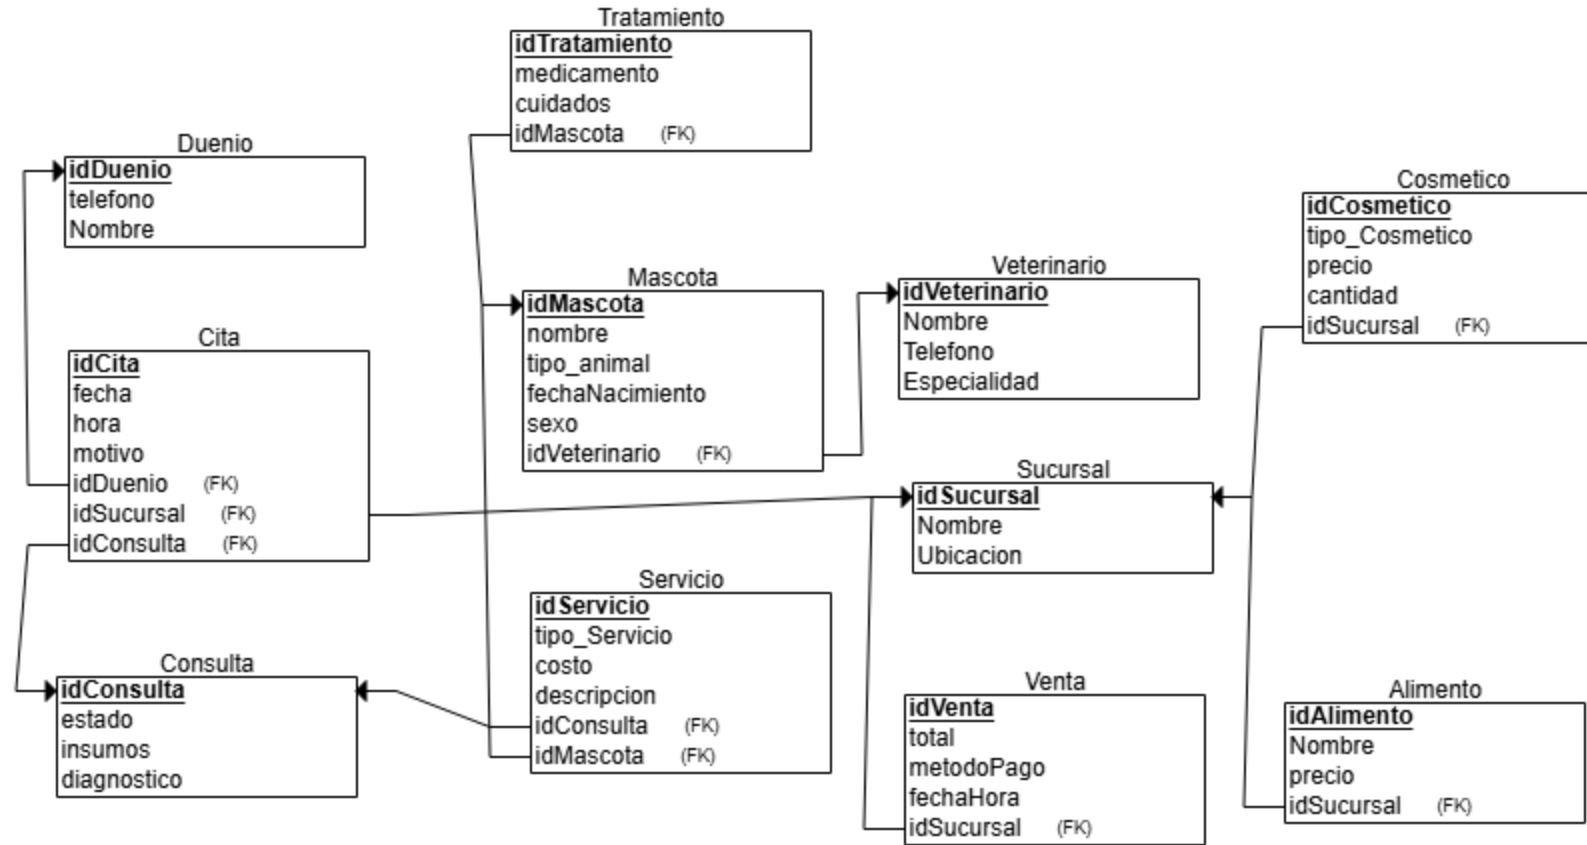 Tratamiento
idTratamiento
medicamento
cuidados
idMascota (FK)
Duenio
idDuenio
telefono
Nombre
Cosmetico
idCosmetico
tipo_Cosmetico
precio
cantidad
idSucursal (FK)
Mascota
idMascota
nombre
tipo_animal
fechaNacimiento
sexo
idVeterinario (FK)
Veterinario
idVeterinario
Nombre
Telefono
Especialidad
Cita
idCita
fecha
hora
motivo
idDuenio (FK)
idSucursal (FK)
idConsulta (FK)
Sucursal
idSucursal
Nombre
Ubicacion
Servicio
idServicio
tipo_Servicio
costo
descripcion
idConsulta (FK)
idMascota (FK)
Consulta
idConsulta
estado
insumos
diagnostico
Venta
idVenta
total
metodoPago
fechaHora
idSucursal (FK)
Alimento
idAlimento
Nombre
precio
idSucursal (FK)